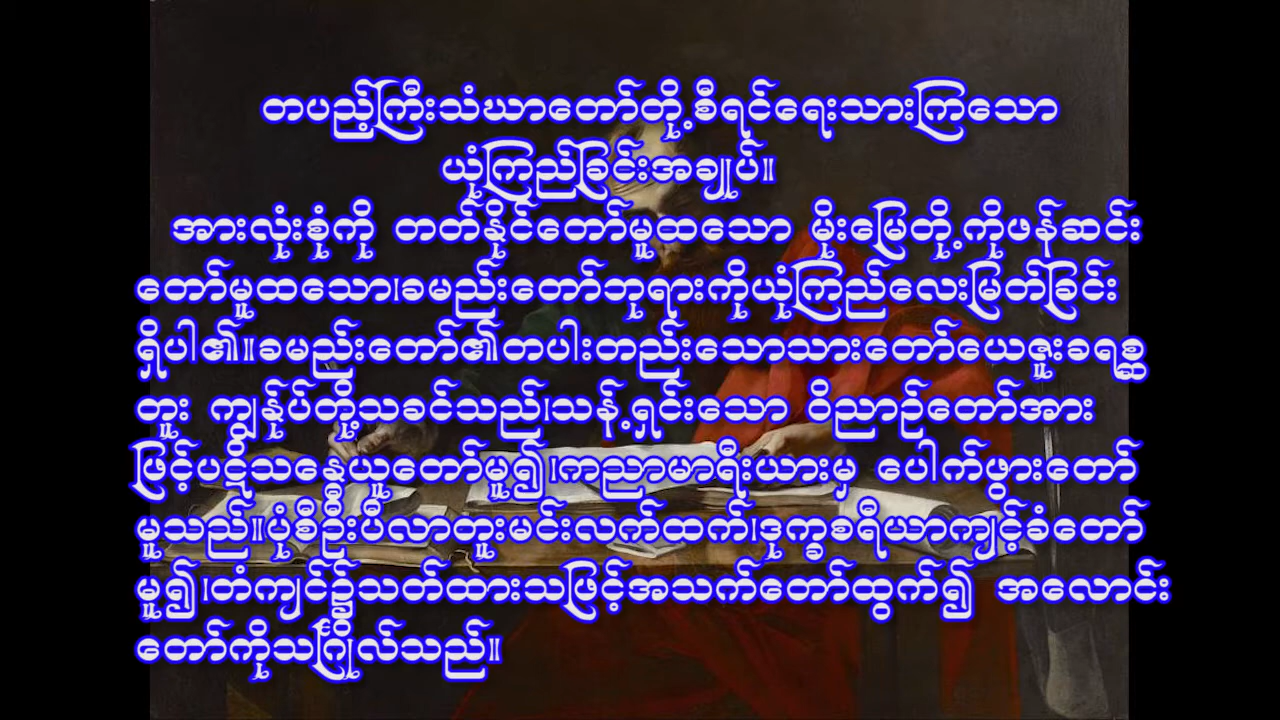 တပည့်ကြီးသံဃာတော်တို့စီရင်ရေးသားကြသော
ယုံကြည်ခြင်းအချုပ်။
အားလုံးစုံကို တတ်နိုင်တော်မူထသော မိုးမြေတို့ကိုဖန်ဆင်း
တော်မူထသော၊ခမည်းတော်ဘုရားကိုယုံကြည်လေးမြတ်ခြင်း
ရှိပါ၏။ခမည်းတော်၏တပါးတည်းသောသားတော်ယေဇူးခရစ္ဆ
တူး ကျွန်ုပ်တို့သခင်သည်၊သန့်ရှင်းသော ဝိညာဉ်တော်အား
ဖြင့်ပဋိသန္ဓေယူတော်မူ၍၊ကညာမာရီးယားမှ ပေါက်ဖွားတော်
မူသည်။ပုံစီဦးပီလာတူးမင်းလက်ထက်၊ဒုက္ခစရီယာကျင့်ခံတော်
မူ၍၊တံကျင်၌သတ်ထားသဖြင့်အသက်တော်ထွက်၍ အလောင်း
တော်ကိုသင်္ဂြိုလ်သည်။